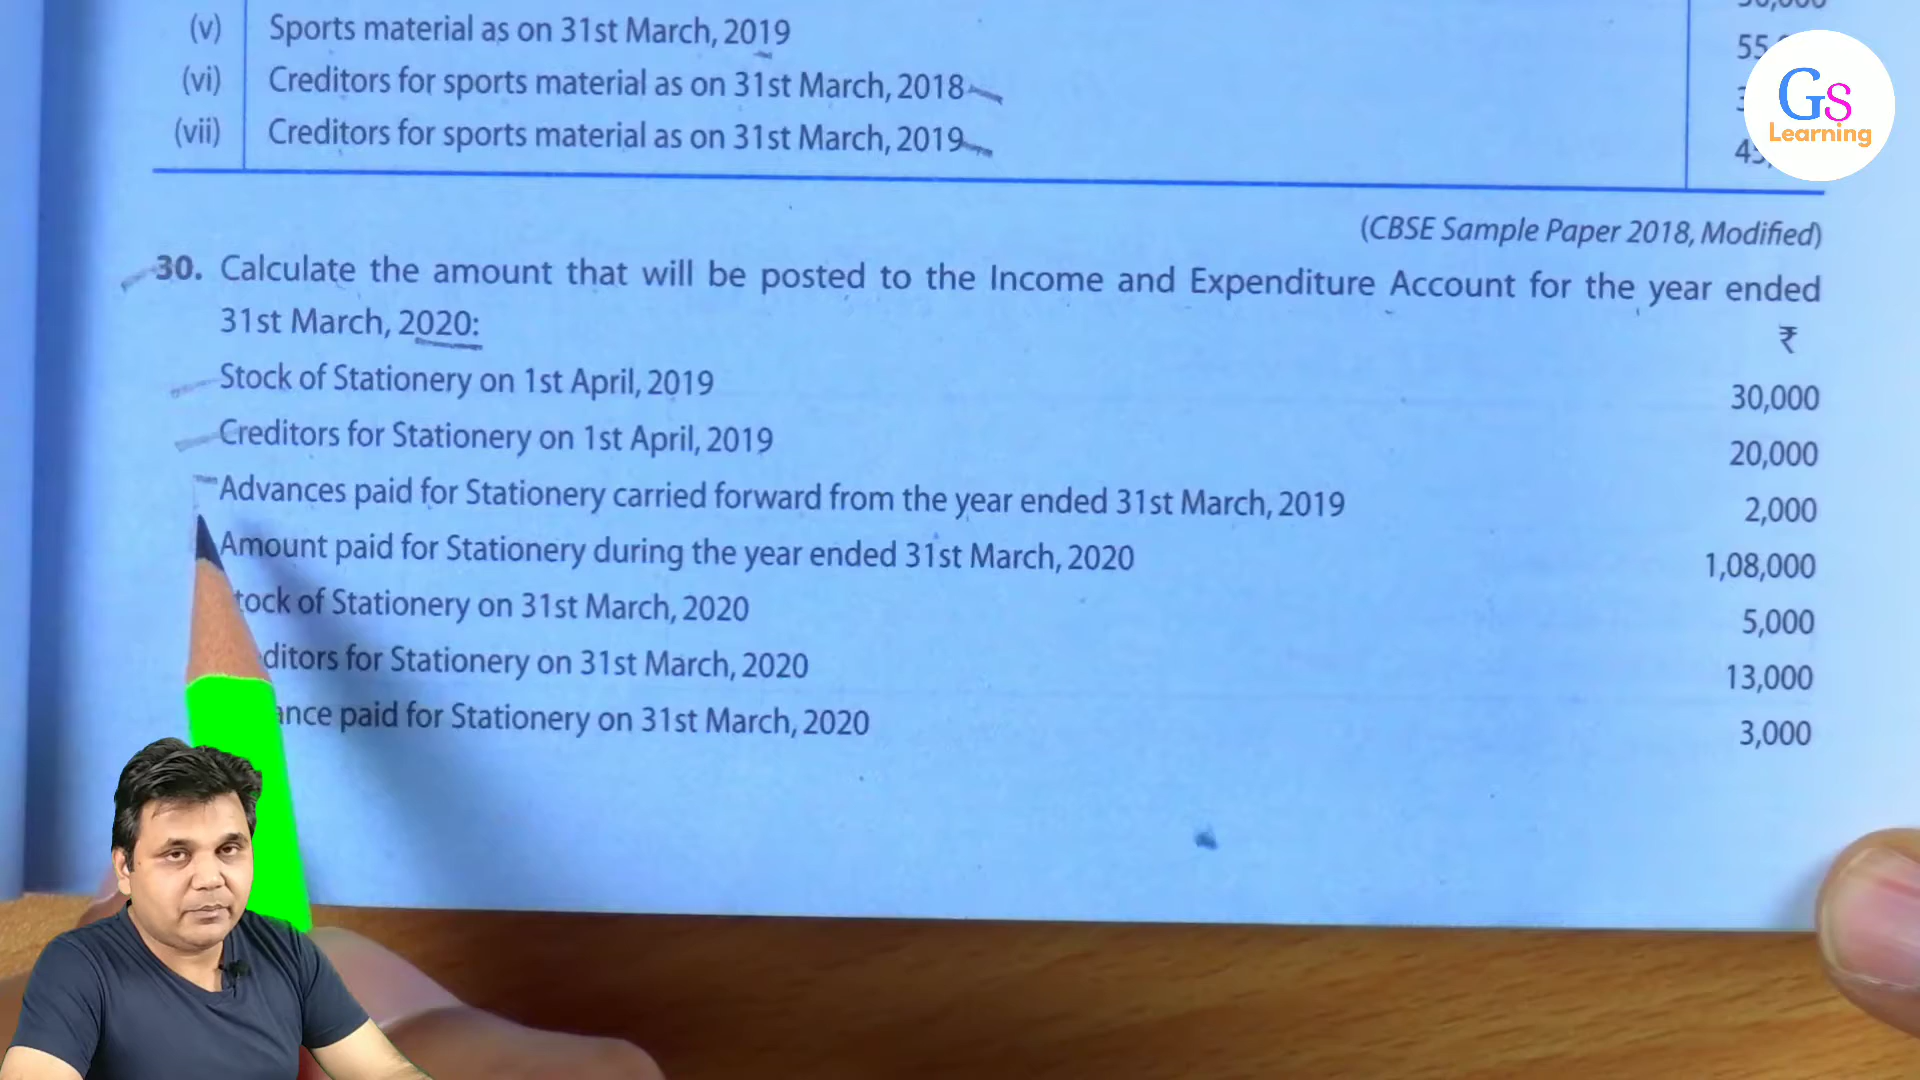 (v) Sports material as on 31st March, 2019
(vi) Creditors for sports material as on 31st March, 2018
(vii) Creditors for sports material as on 31st March, 2019
Gs
Learning
(CBSE Sample Paper 2018, Modified)
30. Calculate the amount that will be posted to the Income and Expenditure Account for the year ended
31st March, 2020:
₹
Stock of Stationery on 1st April, 2019 30,000
Creditors for Stationery on 1st April, 2019 20,000
Advances paid for Stationery carried forward from the year ended 31st March, 2019 2,000
Amount paid for Stationery during the year ended 31st March, 2020 1,08,000
tock of Stationery on 31st March, 2020 5,000
ditors for Stationery on 31st March, 2020 13,000
ance paid for Stationery on 31st March, 2020 3,000